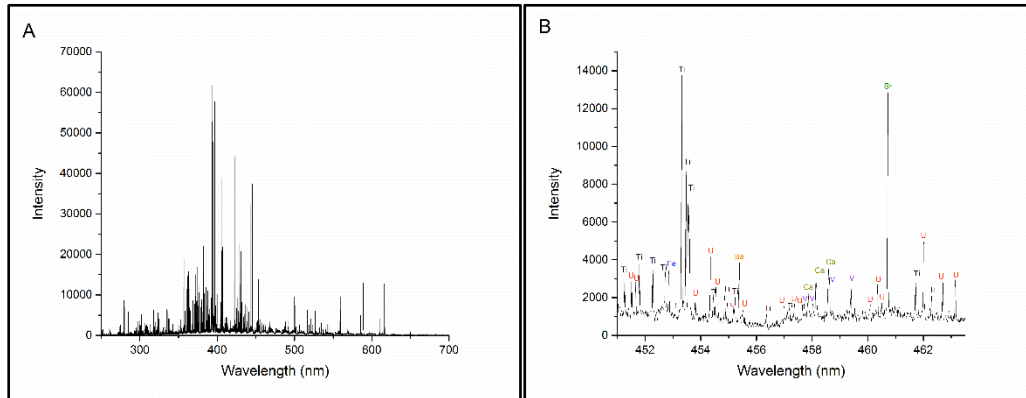 A
70000
60000
50000
40000
30000
20000
10000
0
Intensity
300 400 500 600 700
Wavelength (nm)
B
14000
12000
10000
8000
6000
4000
2000
0
Intensity
Ti
Sr
Ti
Ti
Ti U U Ti Ti Ti Fe
U U U
Ba
U
Ca
Ca
Ca
V V
U U
Ti
U
U
U
452 454 456 458 460 462
Wavelength (nm)